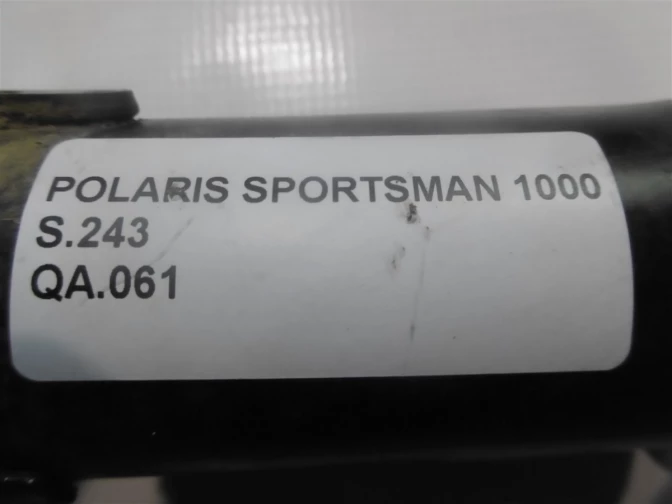 POLARIS SPORTSMAN 1000
S.243
QA.061